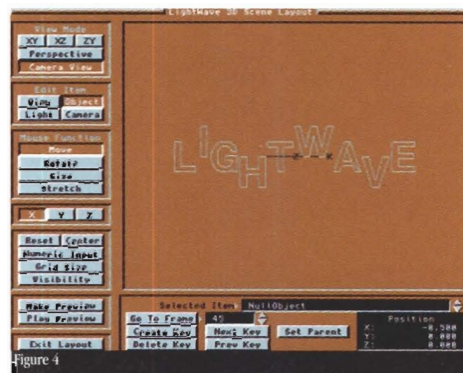 LightWave 3D Scene Layout
View Mode
XY XZ ZY
Perspective
Camera View
Edit Item
View Object
Light Camera
Mouse Function
Move
Rotate
Size
Stretch
X Y Z
Reset Center
Numeric Input
Grid Size
Visibility
Make Preview
Play Preview
Exit Layout
LIGHTWAVE
Selected Item: NullObject
Go To Frame: 45
Create Key Next Key Set Parent
Delete Key Prev Key
Position
X: -0.500
Y: 0.000
Z: 0.000
Figure 4